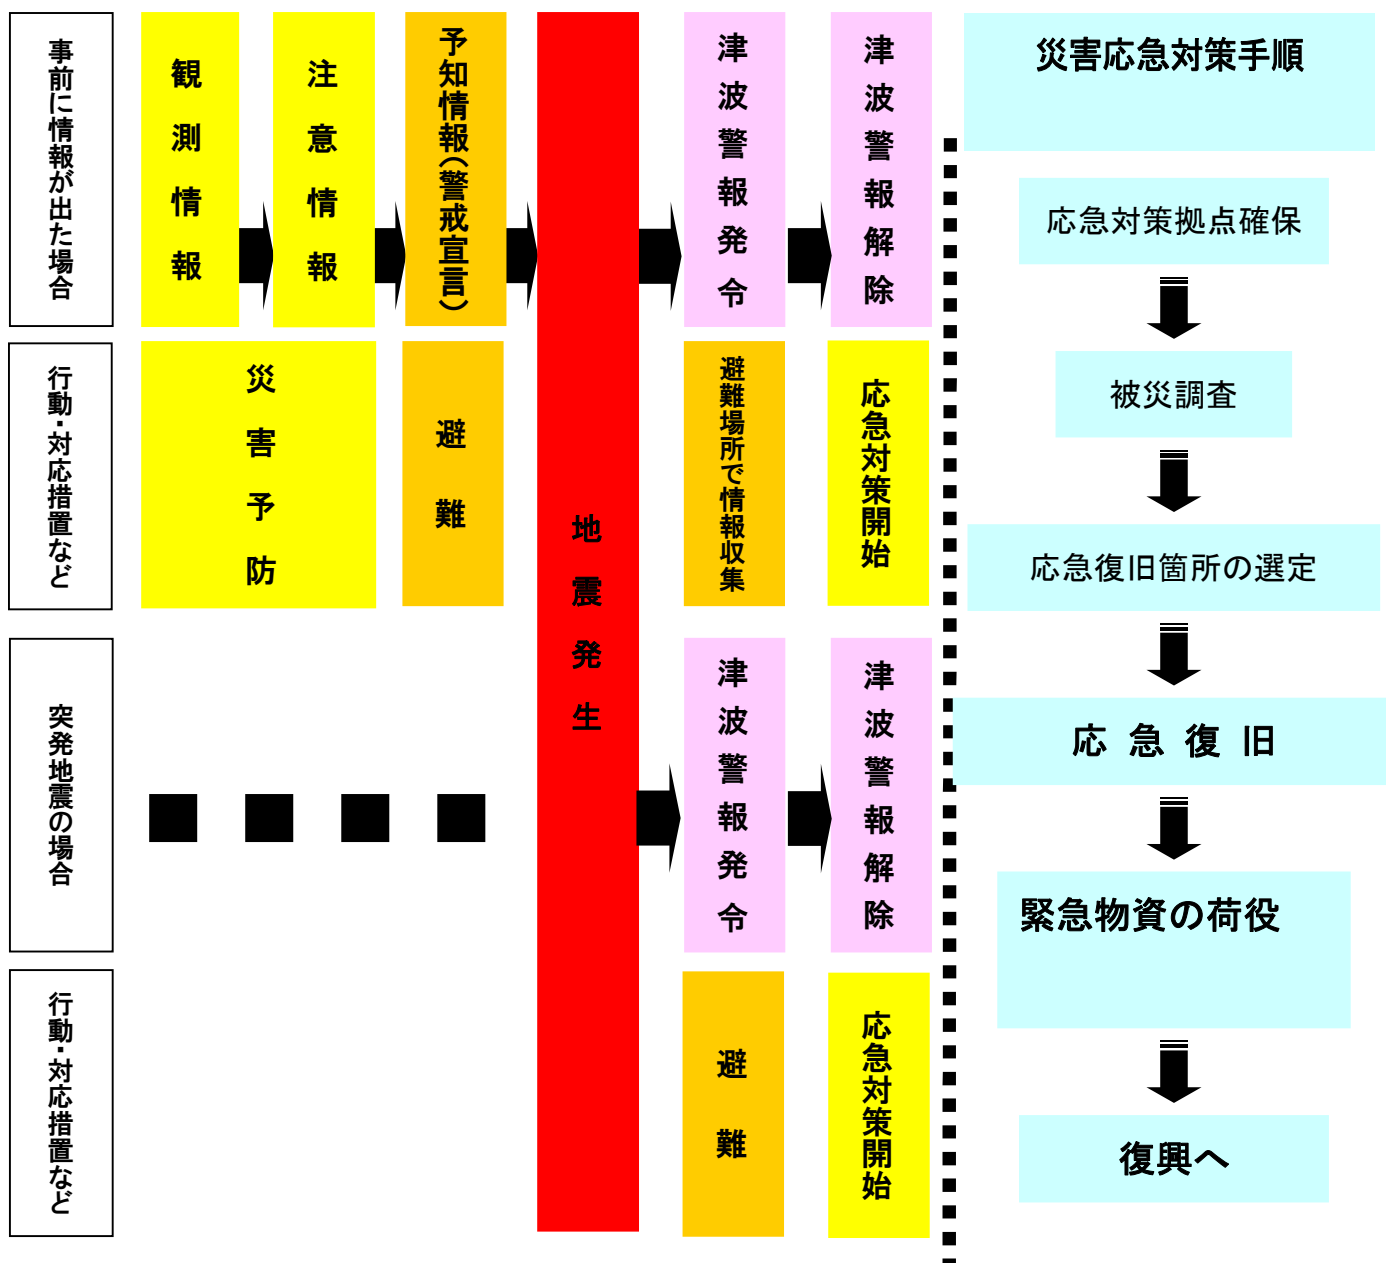 事前に情報が出た場合
観測情報
注意情報
予知情報(警戒宣言)
津波警報発令
津波警報解除
行動・対応措置など
災害予防
避難
地震発生
避難場所で情報収集
応急対策開始
突発地震の場合
津波警報発令
津波警報解除
行動・対応措置など
避難
応急対策開始
災害応急対策手順
応急対策拠点確保
被災調査
応急復旧箇所の選定
応急復旧
緊急物資の荷役
復興へ